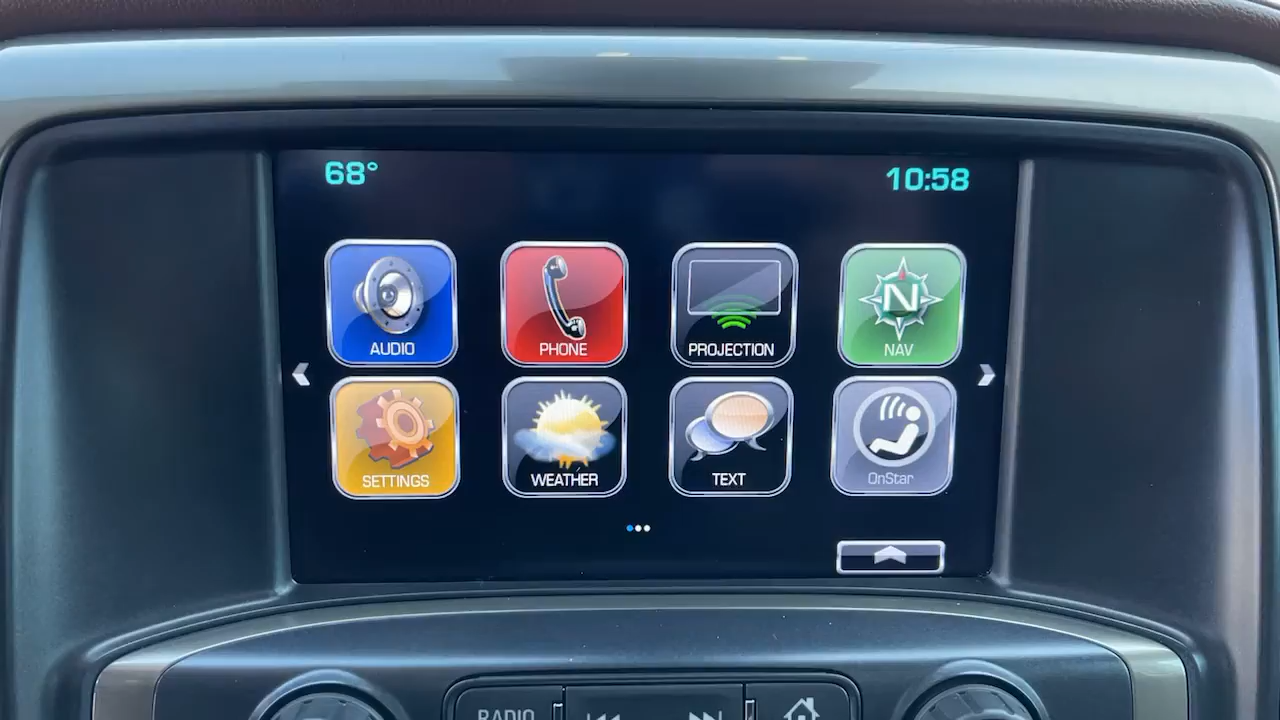 68°
10:58
AUDIO
PHONE
PROJECTION
N
NAV
SETTINGS
WEATHER
TEXT
OnStar
RADIO